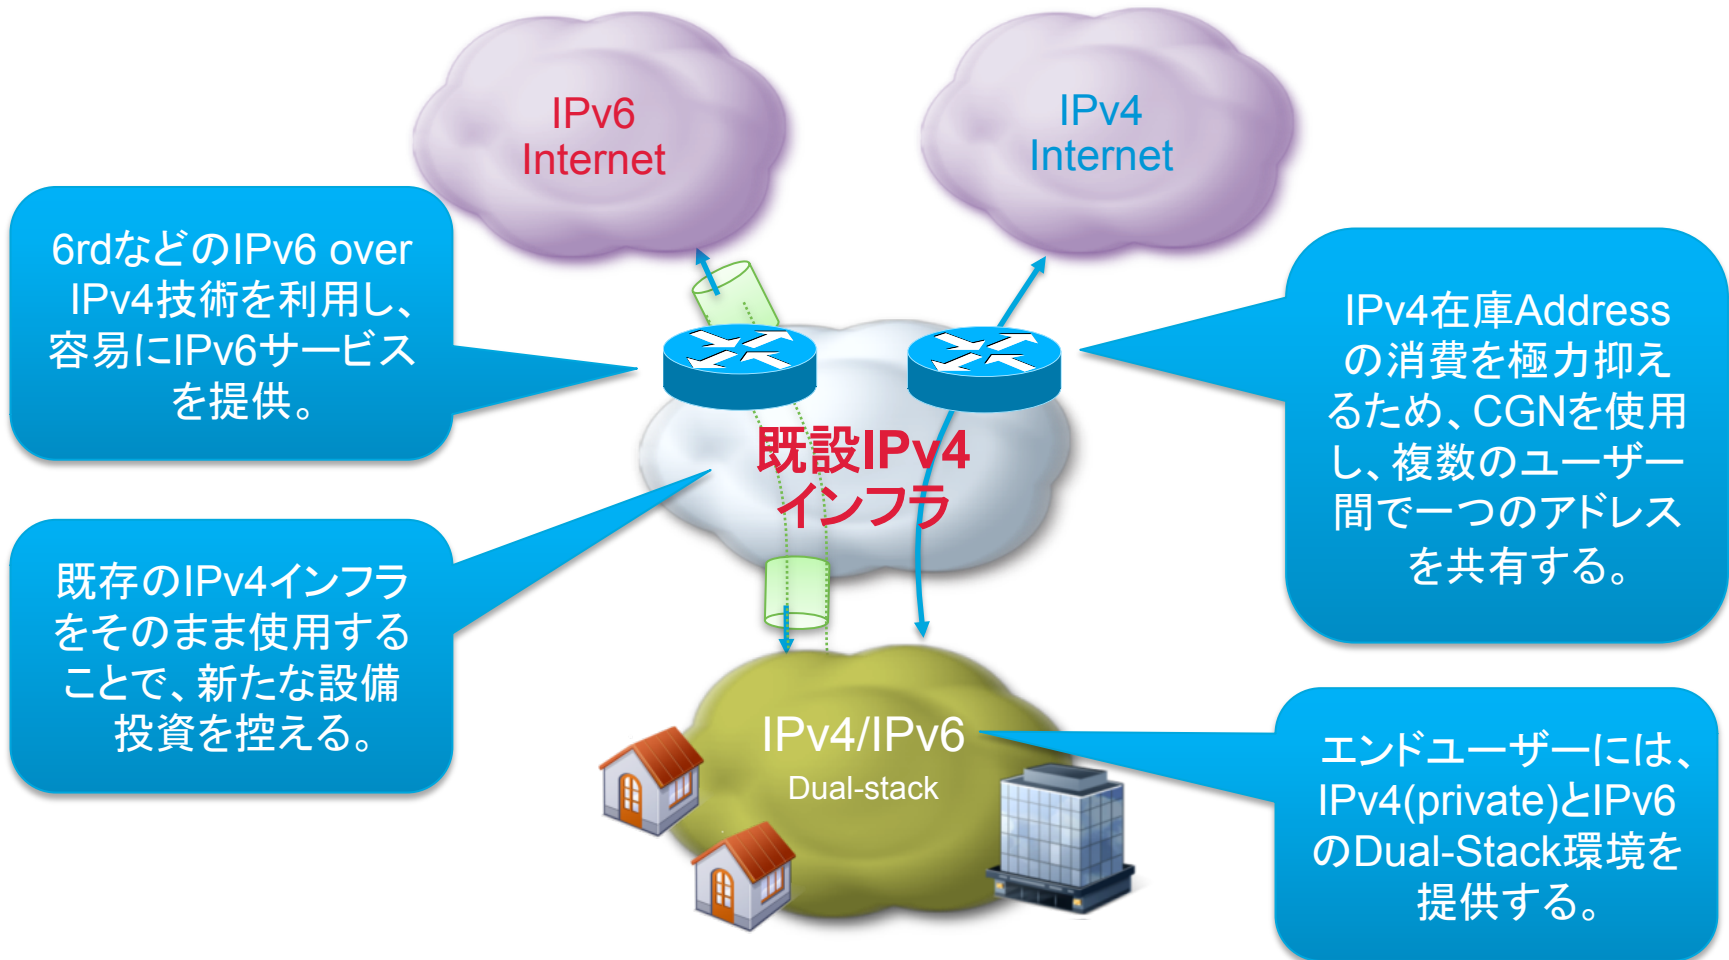 IPv6
Internet
IPv4
Internet
6rdなどのIPv6 over
IPv4技術を利用し、
容易にIPv6サービス
を提供。
IPv4在庫Address
の消費を極力抑え
るため、CGNを使用
し、複数のユーザー
間で一つのアドレス
を共有する。
既設IPv4
インフラ
既存のIPv4インフラ
をそのまま使用する
ことで、新たな設備
投資を控える。
IPv4/IPv6
Dual-stack
エンドユーザーには、
IPv4(private)とIPv6
のDual-Stack環境を
提供する。